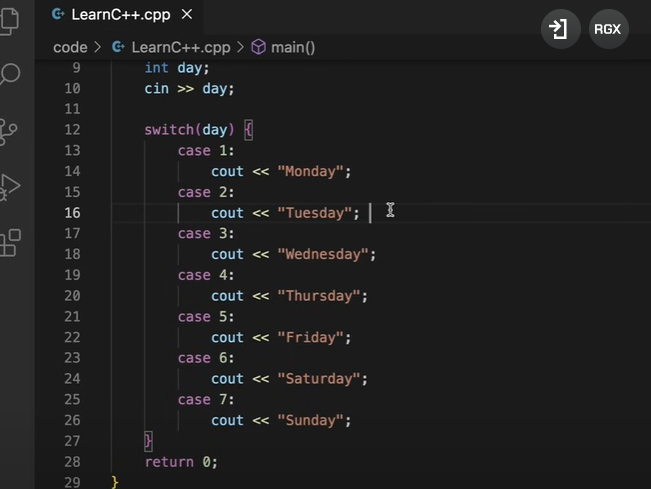 LearnC++.cpp
RGX
code > LearnC++.cpp > main()
9 int day;
10 cin >> day;
11
12 switch(day) {
13 case 1:
14 cout << "Monday";
15 case 2:
16 cout << "Tuesday";
17 case 3:
18 cout << "Wednesday";
19 case 4:
20 cout << "Thursday";
21 case 5:
22 cout << "Friday";
23 case 6:
24 cout << "Saturday";
25 case 7:
26 cout << "Sunday";
27 }
28 return 0;
29 }